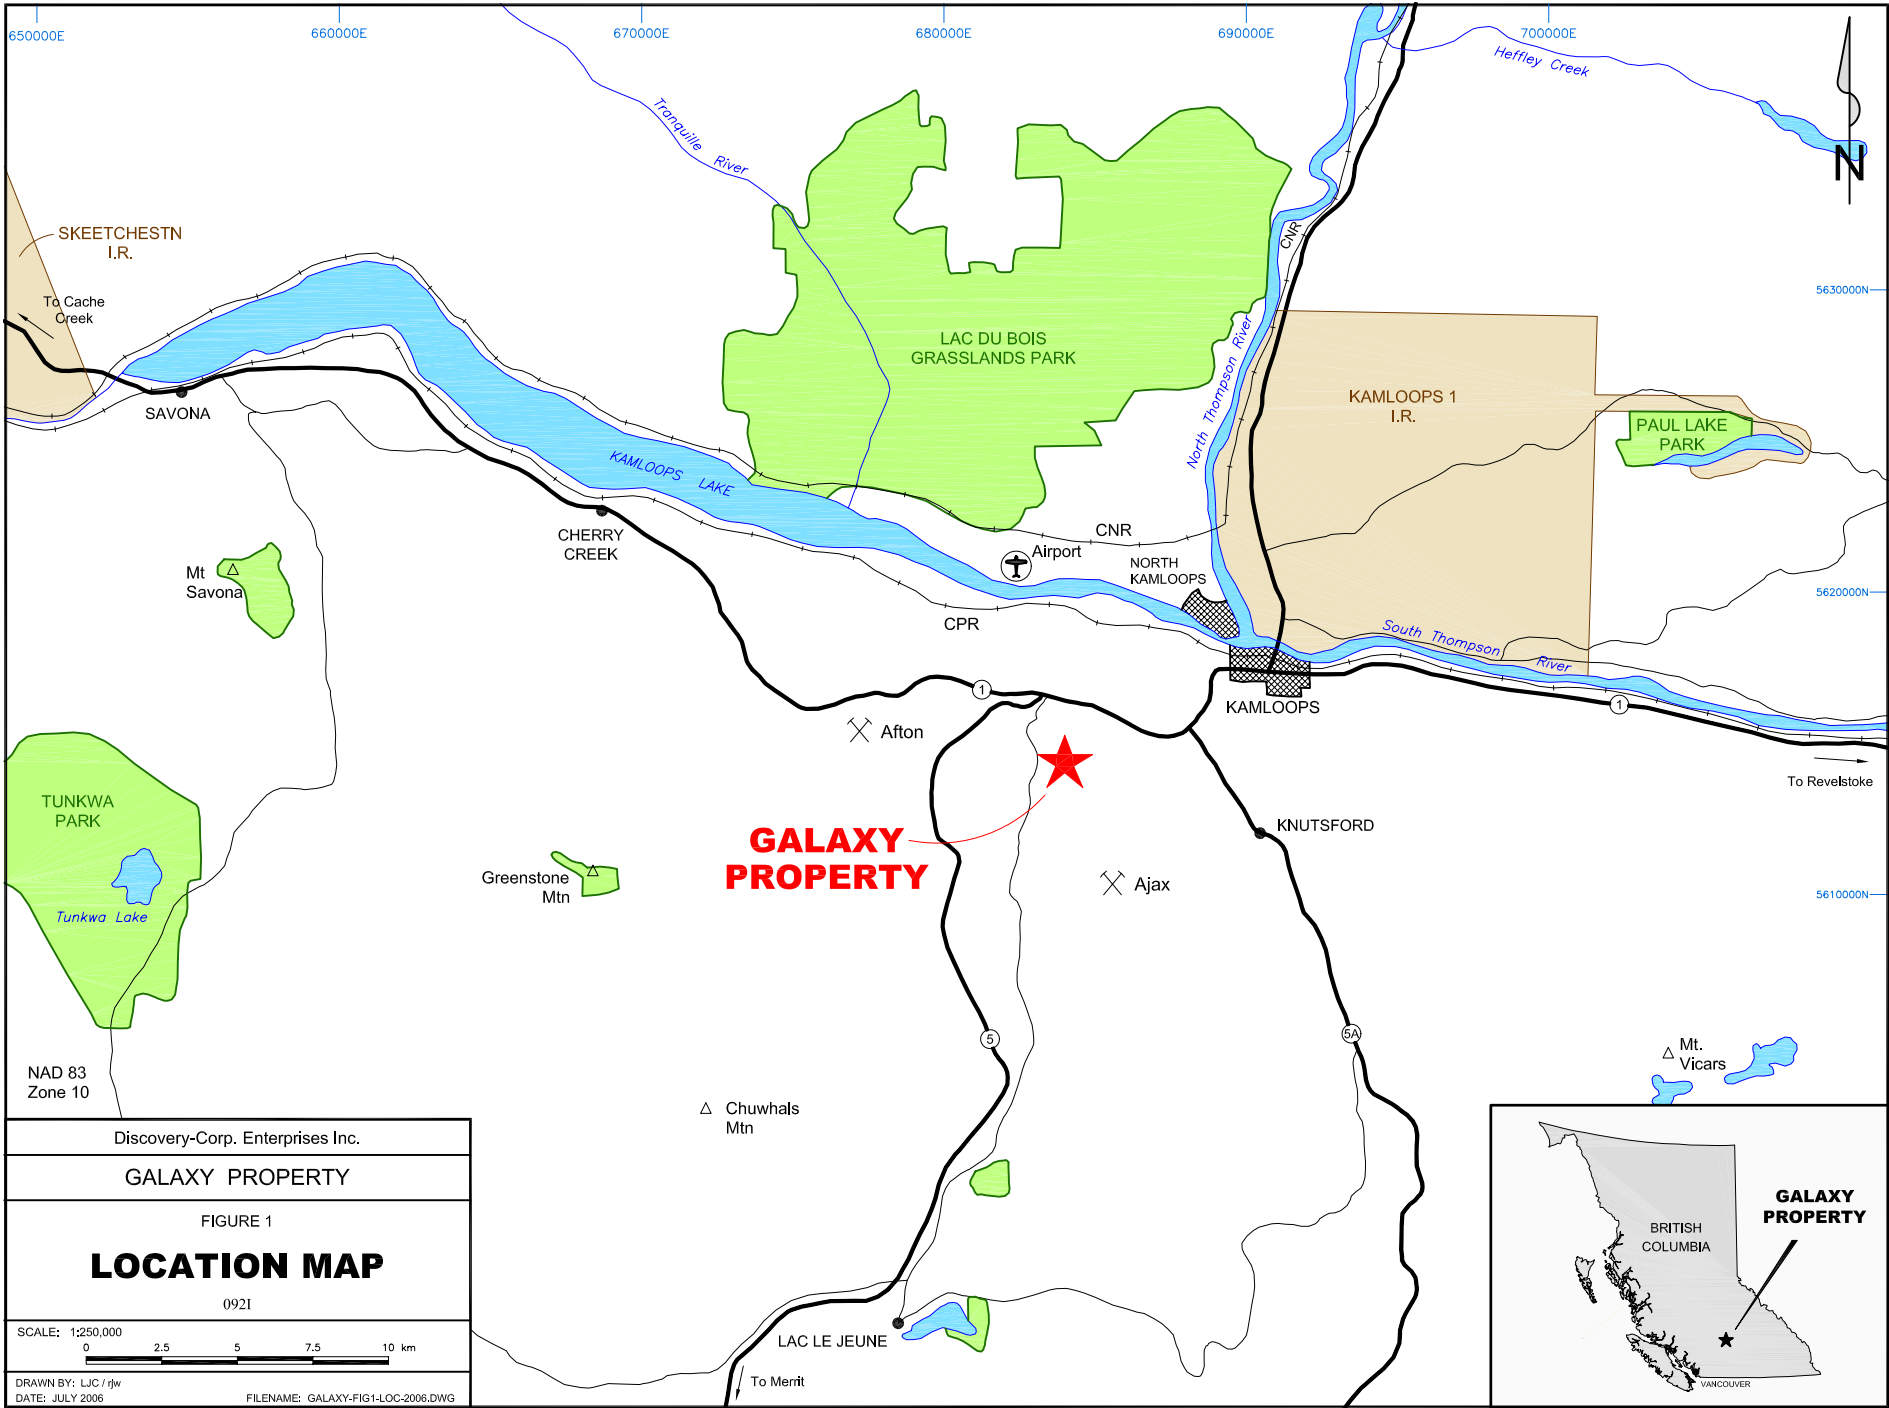 650000E
660000E
670000E
680000E
690000E
700000E
Heffley Creek
N
Tranquille River
SKEETCHESTN
I.R.
To Cache
Creek
CNR
5630000N
LAC DU BOIS
GRASSLANDS PARK
North Thompson River
KAMLOOPS 1
I.R.
PAUL LAKE
PARK
SAVONA
KAMLOOPS LAKE
CHERRY
CREEK
CNR
Airport
NORTH
KAMLOOPS
Mt
Savona
5620000N
CPR
South Thompson River
1
KAMLOOPS
1
Afton
To Revelstoke
TUNKWA
PARK
GALAXY
PROPERTY
KNUTSFORD
Greenstone
Mtn
Ajax
5610000N
Tunkwa Lake
5
5A
Mt.
Vicars
NAD 83
Zone 10
Chuwhals
Mtn
LAC LE JEUNE
To Merrit
Discovery-Corp. Enterprises Inc.
GALAXY PROPERTY
FIGURE 1
LOCATION MAP
092I
SCALE: 1:250,000
0 2.5 5 7.5 10 km
DRAWN BY: LJC / rjw
DATE: JULY 2006
FILENAME: GALAXY-FIG1-LOC-2006.DWG
GALAXY
PROPERTY
BRITISH
COLUMBIA
VANCOUVER